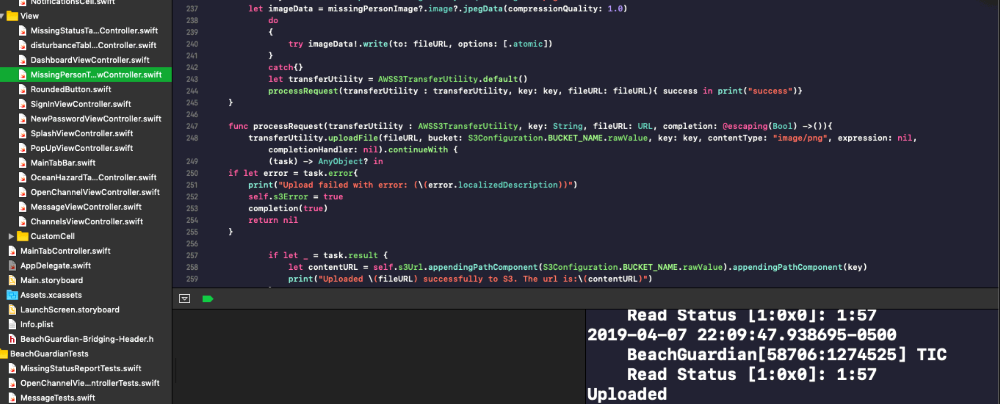 NotificationsCell.swift
View
MissingStatusTa...Controller.swift
disturbanceTabl...Controller.swift
DashboardViewController.swift
MissingPersonT...wController.swift
RoundedButton.swift
SignInViewController.swift
NewPasswordViewController.swift
SplashViewController.swift
PopUpViewController.swift
MainTabBar.swift
OceanHazardTa...Controller.swift
OpenChannelViewController.swift
MessageViewController.swift
ChannelsViewController.swift
CustomCell
MainTabController.swift
AppDelegate.swift
Main.storyboard
Assets.xcassets
LaunchScreen.storyboard
Info.plist
h BeachGuardian-Bridging-Header.h
BeachGuardianTests
MissingStatusReportTests.swift
OpenChannelVie...ntrollerTests.swift
MessageTests.swift
237 let imageData = missingPersonImage?.image?.jpegData(compressionQuality: 1.0)
238 do
239 {
240 try imageData!.write(to: fileURL, options: [.atomic])
241 }
242 catch{}
243 let transferUtility = AWSS3TransferUtility.default()
244 processRequest(transferUtility : transferUtility, key: key, fileURL: fileURL){ success in print("success")}
245 }
246
247 func processRequest(transferUtility : AWSS3TransferUtility, key: String, fileURL: URL, completion: @escaping(Bool) ->()){
248 transferUtility.uploadFile(fileURL, bucket: S3Configuration.BUCKET_NAME.rawValue, key: key, contentType: "image/png", expression: nil,
completionHandler: nil).continueWith {
249 (task) -> AnyObject? in
250 if let error = task.error{
251 print("Upload failed with error: (\(error.localizedDescription))")
252 self.s3Error = true
253 completion(true)
254 return nil
255 }
256
257 if let _ = task.result {
258 let contentURL = self.s3Url.appendingPathComponent(S3Configuration.BUCKET_NAME.rawValue).appendingPathComponent(key)
259 print("Uploaded \(fileURL) successfully to S3. The url is:\(contentURL)")
Read Status [1:0x0]: 1:57
2019-04-07 22:09:47.938695-0500
BeachGuardian[58706:1274525] TIC
Read Status [1:0x0]: 1:57
Uploaded